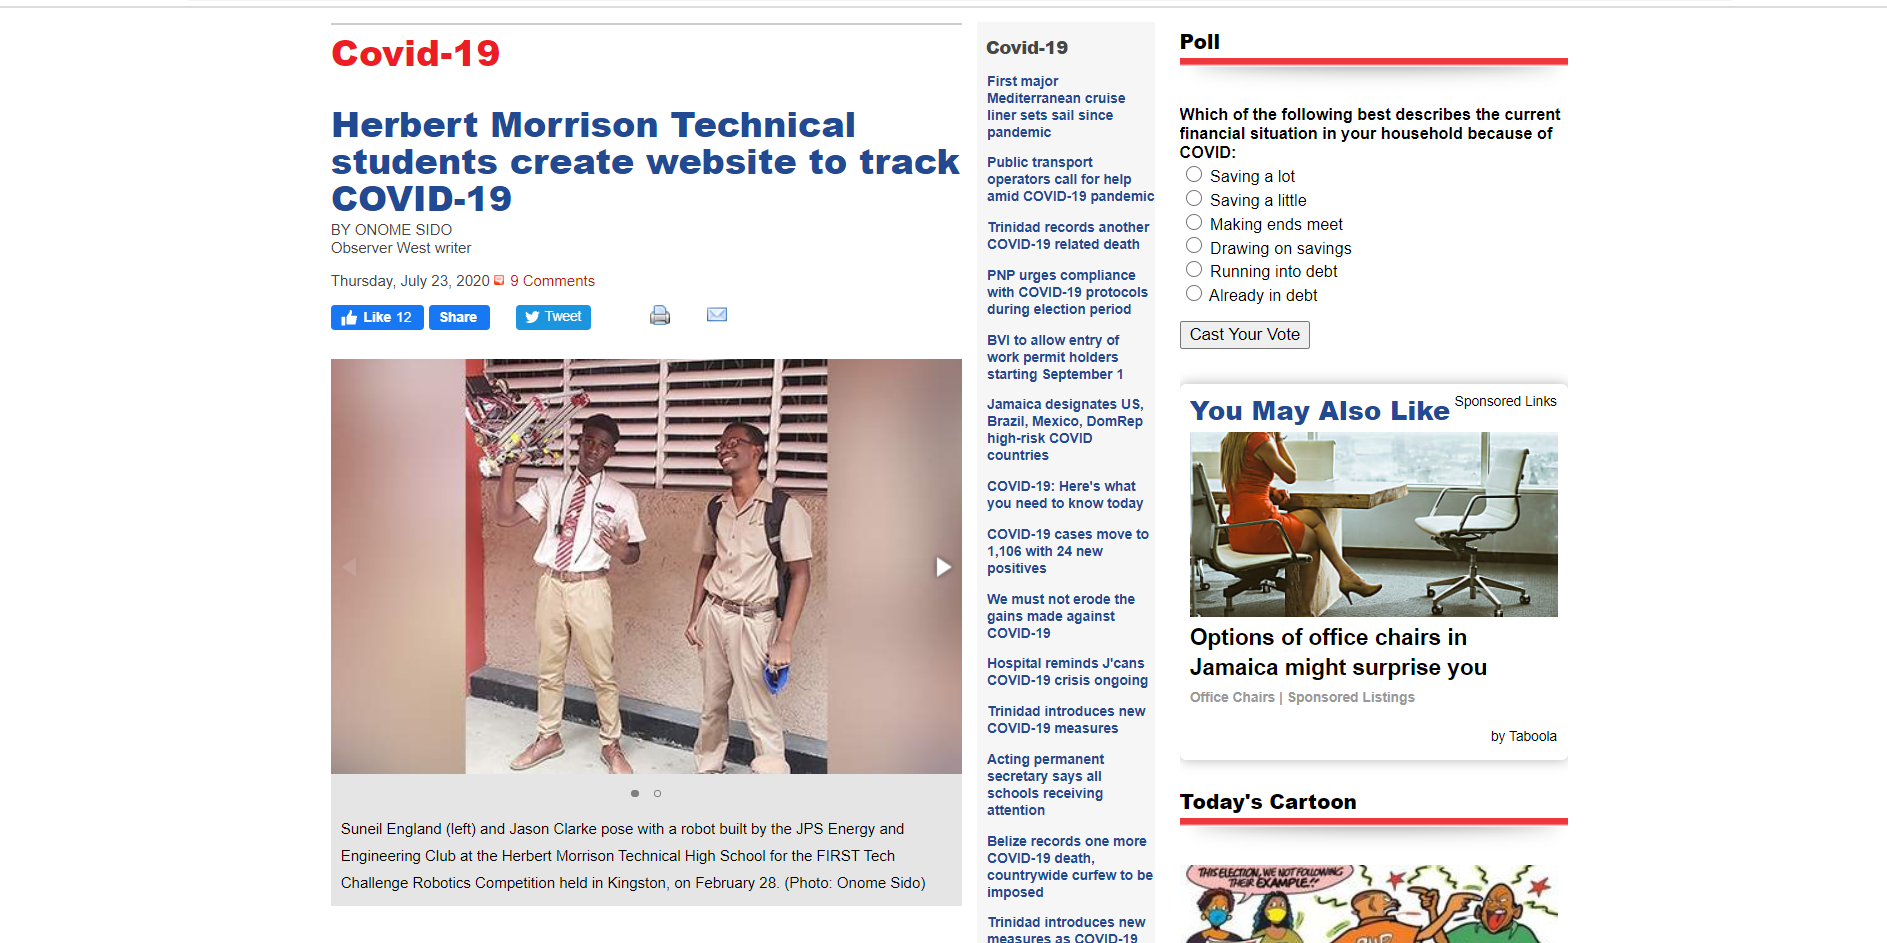 Covid-19
Herbert Morrison Technical
students create website to track
COVID-19
BY ONOME SIDO
Observer West writer
Thursday, July 23, 2020 9 Comments
Like 12 Share Tweet
Suneil England (left) and Jason Clarke pose with a robot built by the JPS Energy and
Engineering Club at the Herbert Morrison Technical High School for the FIRST Tech
Challenge Robotics Competition held in Kingston, on February 28. (Photo: Onome Sido)
Covid-19
First major
Mediterranean cruise
liner sets sail since
pandemic
Public transport
operators call for help
amid COVID-19 pandemic
Trinidad records another
COVID-19 related death
PNP urges compliance
with COVID-19 protocols
during election period
BVI to allow entry of
work permit holders
starting September 1
Jamaica designates US,
Brazil, Mexico, DomRep
high-risk COVID
countries
COVID-19: Here's what
you need to know today
COVID-19 cases move to
1,106 with 24 new
positives
We must not erode the
gains made against
COVID-19
Hospital reminds J'cans
COVID-19 crisis ongoing
Trinidad introduces new
COVID-19 measures
Acting permanent
secretary says all
schools receiving
attention
Belize records one more
COVID-19 death,
countrywide curfew to be
imposed
Trinidad introduces new
measures as COVID-19
Poll
Which of the following best describes the current
financial situation in your household because of
COVID:
Saving a lot
Saving a little
Making ends meet
Drawing on savings
Running into debt
Already in debt
Cast Your Vote
You May Also Like Sponsored Links
Options of office chairs in
Jamaica might surprise you
Office Chairs | Sponsored Listings
by Taboola
Today's Cartoon
THIS ELECTION, WE NOT FOLLOWING
THEIR EXAMPLE!!